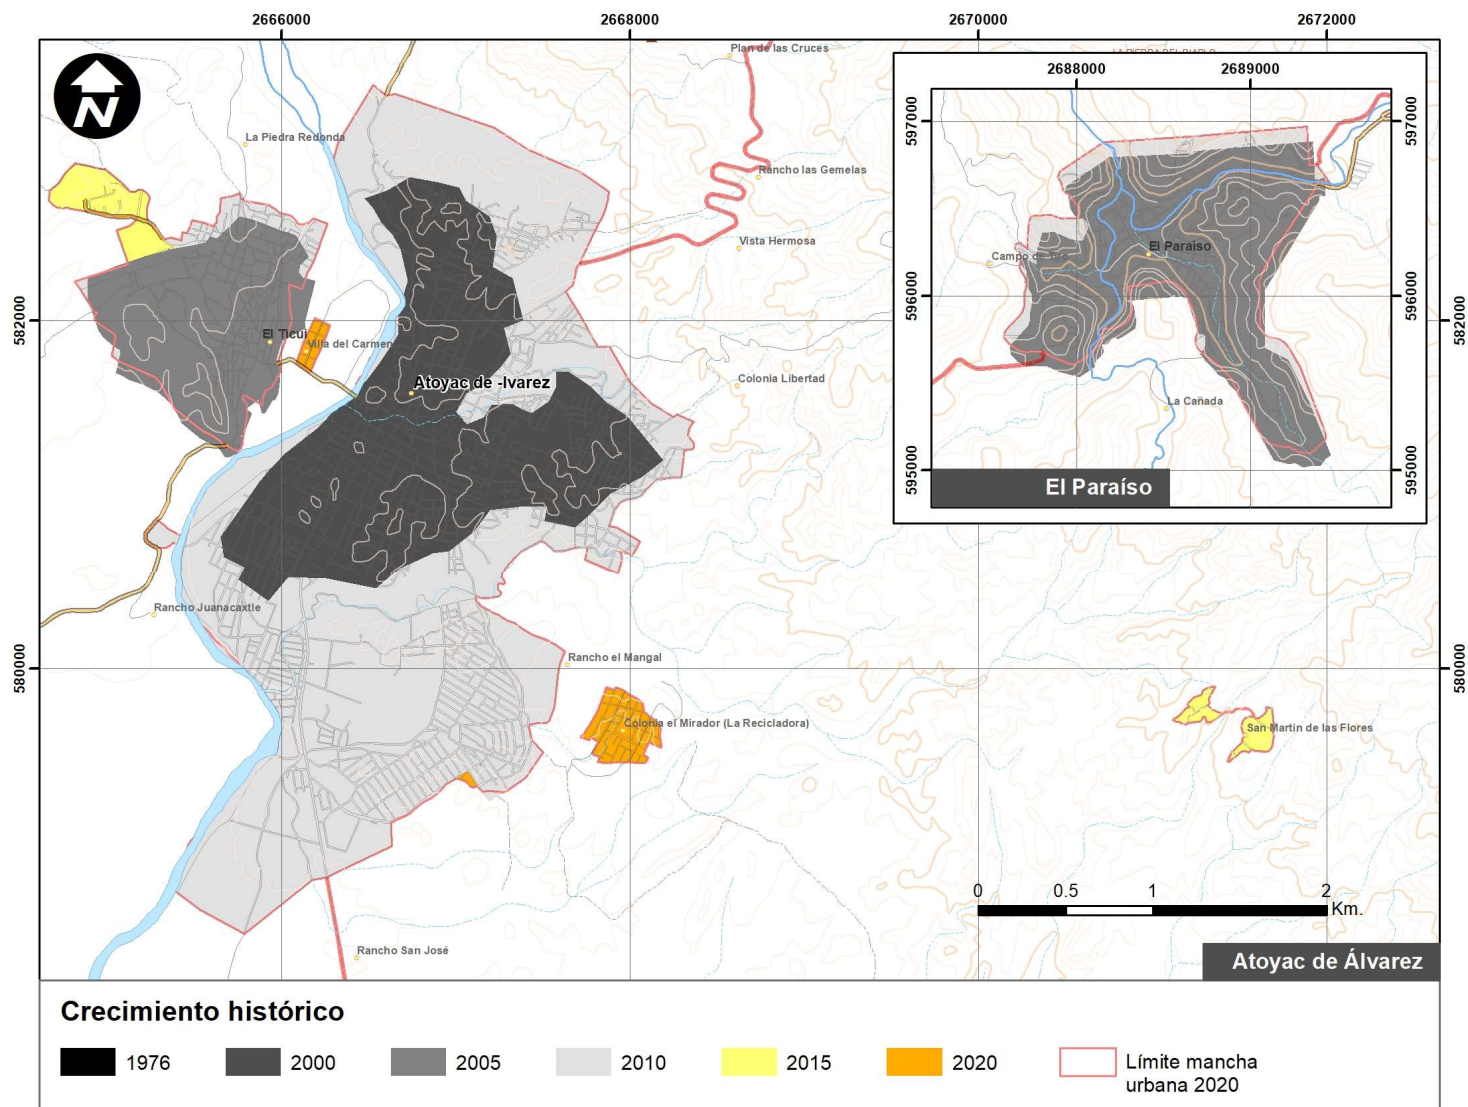 2666000
2668000
2670000
2672000
N
Plan de las Cruces
La Piedra Redonda
Rancho las Gemelas
Vista Hermosa
582000
582000
El Ticui
Villa del Carmen
Atoyac de -lvarez
Colonia Libertad
Rancho Juanacaxtle
580000
580000
Rancho el Mangal
Colonia el Mirador (La Recicladora)
San Martín de las Flores
Rancho San José
2688000
2689000
597000
597000
El Paraiso
596000
596000
La Cañada
595000
595000
El Paraíso
0
0.5
1
2
Km.
Atoyac de Álvarez
Crecimiento histórico
1976
2000
2005
2010
2015
2020
Límite mancha
urbana 2020